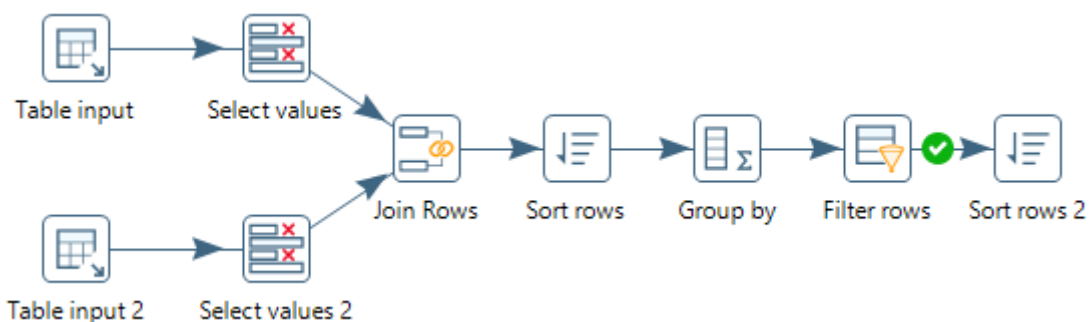 Table input
Select values
Join Rows
Sort rows
Group by
Filter rows
Sort rows 2
Table input 2
Select values 2